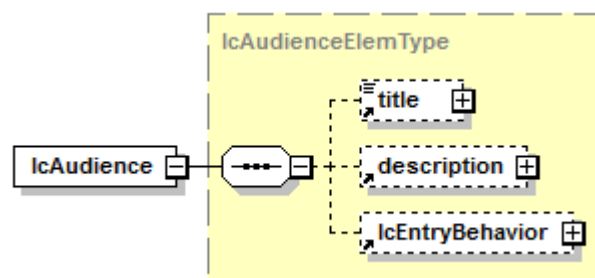 lcAudienceElemType
title
lcAudience
description
lcEntryBehavior